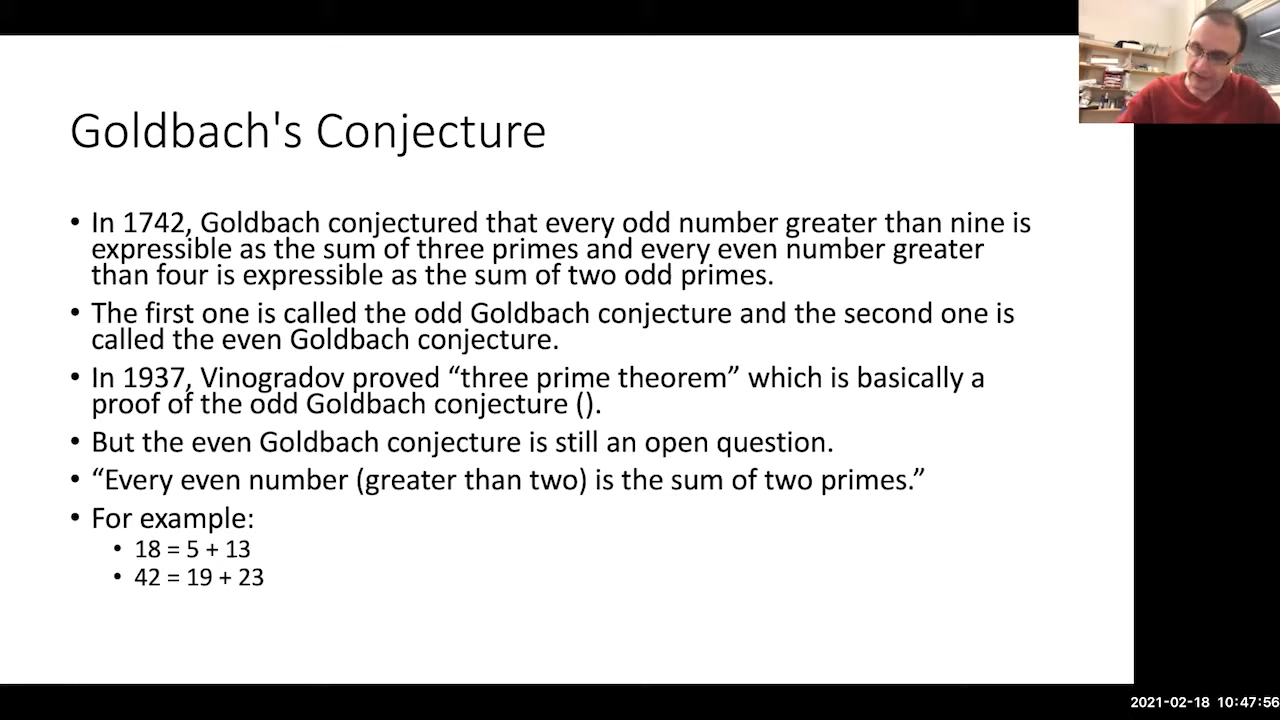 Goldbach's Conjecture
• In 1742, Goldbach conjectured that every odd number greater than nine is
expressible as the sum of three primes and every even number greater
than four is expressible as the sum of two odd primes.
• The first one is called the odd Goldbach conjecture and the second one is
called the even Goldbach conjecture.
• In 1937, Vinogradov proved “three prime theorem” which is basically a
proof of the odd Goldbach conjecture ().
• But the even Goldbach conjecture is still an open question.
• “Every even number (greater than two) is the sum of two primes.”
• For example:
• 18 = 5 + 13
• 42 = 19 + 23
2021-02-18 10:47:56